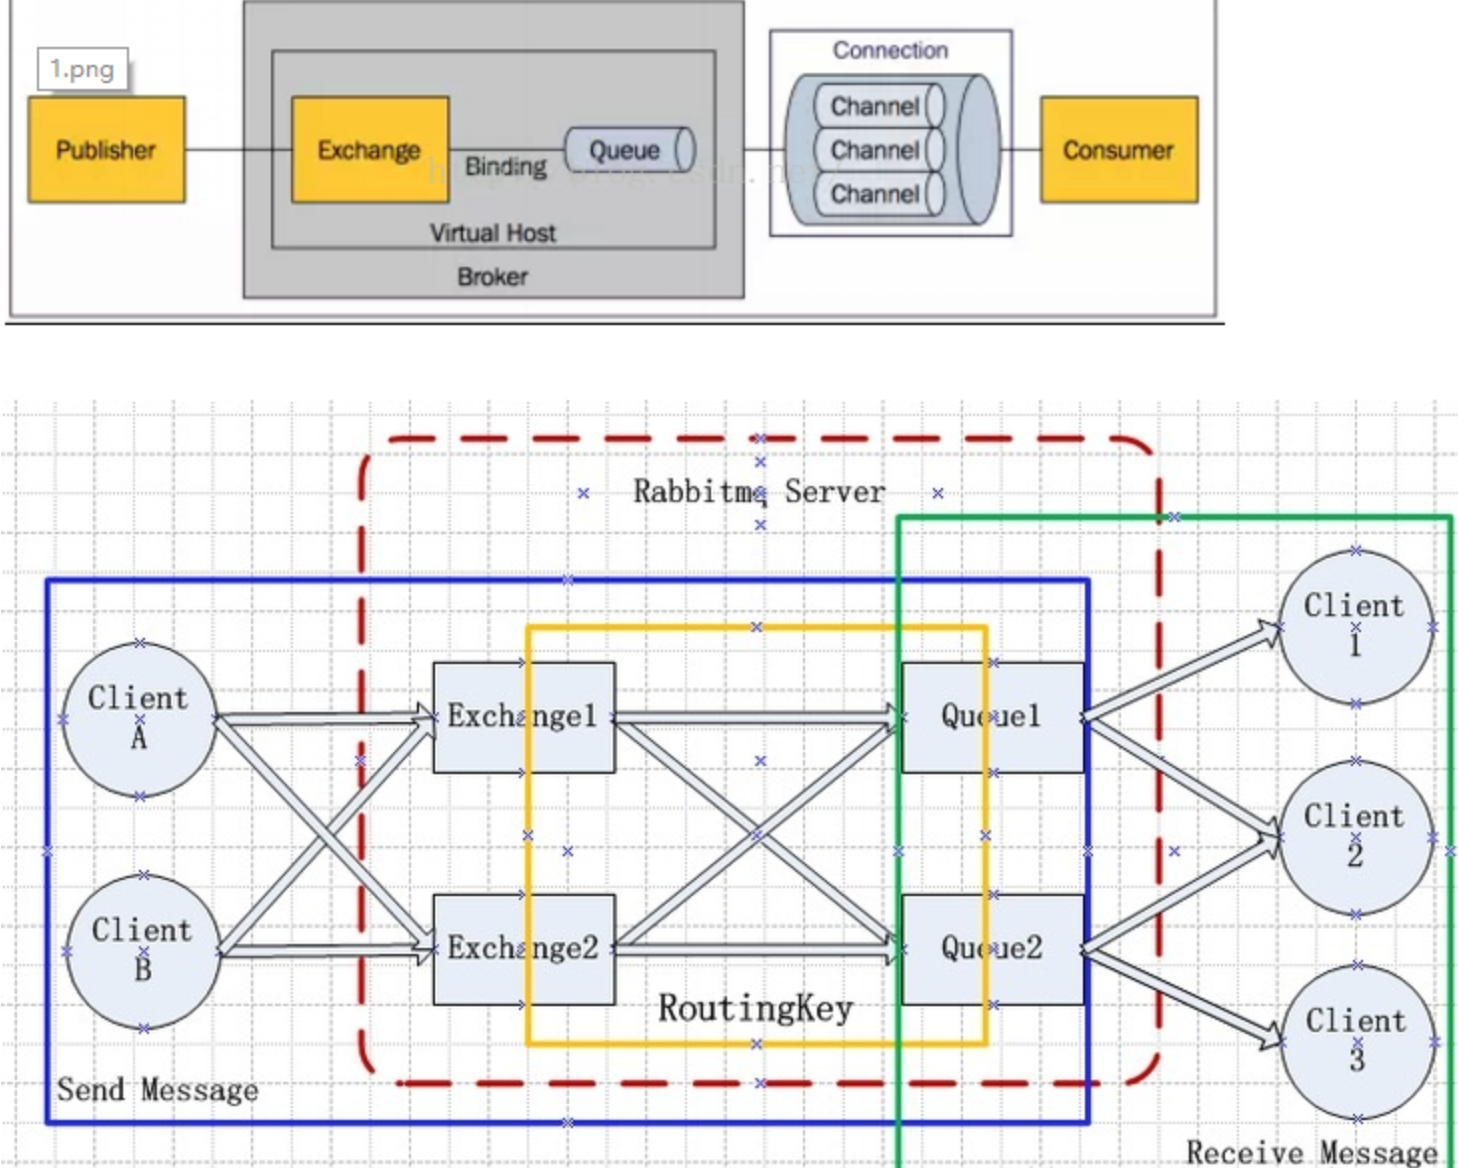 1.png
Connection
Publisher
Exchange
Binding
Queue
Channel
Channel
Channel
Consumer
Virtual Host
Broker
Rabbitmq Server
Client
1
Client
A
Exchange1
Queue1
Client
2
Client
B
Exchange2
Queue2
RoutingKey
Client
3
Send Message
Receive Message